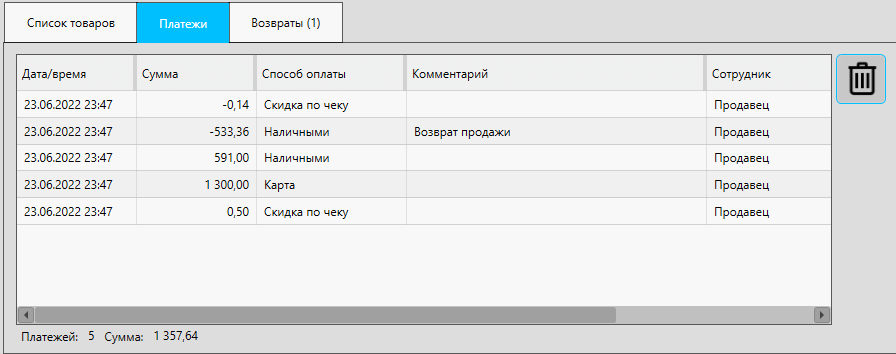 Список товаров Платежи Возвраты (1)
Дата/время Сумма Способ оплаты Комментарий Сотрудник
23.06.2022 23:47 -0,14 Скидка по чеку Продавец
23.06.2022 23:47 -533,36 Наличными Возврат продажи Продавец
23.06.2022 23:47 591,00 Наличными Продавец
23.06.2022 23:47 1 300,00 Карта Продавец
23.06.2022 23:47 0,50 Скидка по чеку Продавец
Платежей: 5 Сумма: 1 357,64